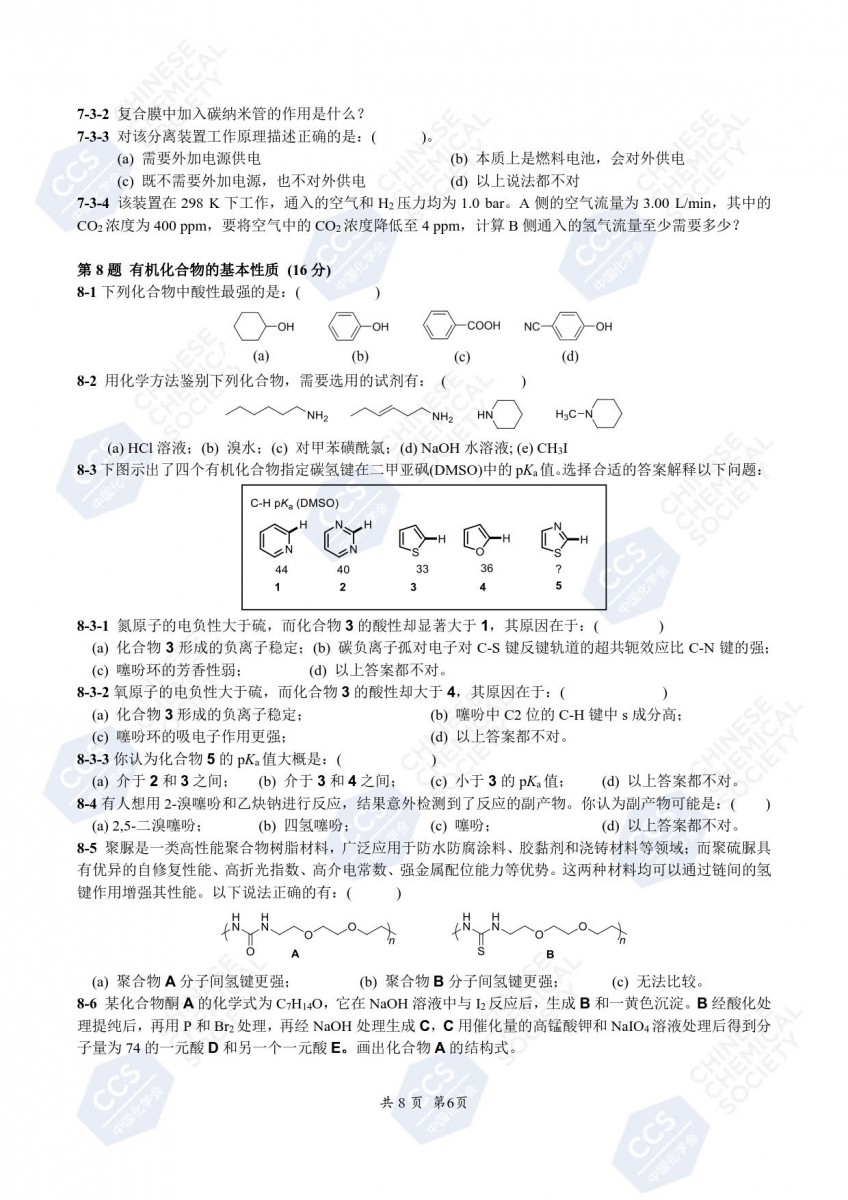 7-3-2 复合膜中加入碳纳米管的作用是什么？
7-3-3 对该分离装置工作原理描述正确的是：( )。
(a) 需要外加电源供电 (b) 本质上是燃料电池，会对外供电
(c) 既不需要外加电源，也不对外供电 (d) 以上说法都不对
7-3-4 该装置在 298 K 下工作，通入的空气和 H₂ 压力均为 1.0 bar。A 侧的空气流量为 3.00 L/min，其中的
CO₂ 浓度为 400 ppm，要将空气中的 CO₂ 浓度降低至 4 ppm，计算 B 侧通入的氢气流量至少需要多少？
第 8 题 有机化合物的基本性质 (16 分)
8-1 下列化合物中酸性最强的是：( )
OH OH COOH NC OH
(a) (b) (c) (d)
8-2 用化学方法鉴别下列化合物，需要选用的试剂有： ( )
NH₂ NH₂ HN H₃C-N
(a) HCl 溶液；(b) 溴水；(c) 对甲苯磺酰氯；(d) NaOH 水溶液; (e) CH₃I
8-3 下图示出了四个有机化合物指定碳氢键在二甲亚砜(DMSO)中的 pKa 值。选择合适的答案解释以下问题：
C-H pKa (DMSO)
H N N H N S H O H N S H
N
44 40 33 36 ?
1 2 3 4 5
8-3-1 氮原子的电负性大于硫，而化合物 3 的酸性却显著大于 1，其原因在于：( )
(a) 化合物 3 形成的负离子稳定；(b) 碳负离子孤对电子对 C-S 键反键轨道的超共轭效应比 C-N 键的强；
(c) 噻吩环的芳香性弱； (d) 以上答案都不对。
8-3-2 氧原子的电负性大于硫，而化合物 3 的酸性却大于 4，其原因在于：( )
(a) 化合物 3 形成的负离子稳定； (b) 噻吩中 C2 位的 C-H 键中 s 成分高；
(c) 噻吩环的吸电子作用更强； (d) 以上答案都不对。
8-3-3 你认为化合物 5 的 pKa 值大概是：( )
(a) 介于 2 和 3 之间； (b) 介于 3 和 4 之间； (c) 小于 3 的 pKa 值； (d) 以上答案都不对。
8-4 有人想用 2-溴噻吩和乙炔钠进行反应，结果意外检测到了反应的副产物。你认为副产物可能是：( )
(a) 2,5-二溴噻吩； (b) 四氢噻吩； (c) 噻吩； (d) 以上答案都不对。
8-5 聚脲是一类高性能聚合物树脂材料，广泛应用于防水防腐涂料、胶黏剂和浇铸材料等领域；而聚硫脲具
有优异的自修复性能、高折光指数、高介电常数、强金属配位能力等优势。这两种材料均可以通过链间的氢
键作用增强其性能。以下说法正确的有：( )
H N H N O O O n H N H N S O O n
A B
(a) 聚合物 A 分子间氢键更强； (b) 聚合物 B 分子间氢键更强； (c) 无法比较。
8-6 某化合物酮 A 的化学式为 C₇H₁₄O，它在 NaOH 溶液中与 I₂ 反应后，生成 B 和一黄色沉淀。B 经酸化处
理提纯后，再用 P 和 Br₂ 处理，再经 NaOH 处理生成 C，C 用催化量的高锰酸钾和 NaIO₄ 溶液处理后得到分
子量为 74 的一元酸 D 和另一个一元酸 E。画出化合物 A 的结构式。
共 8 页 第6页
CCS
中国化学会
CHINESE
CHEMICAL
SOCIETY